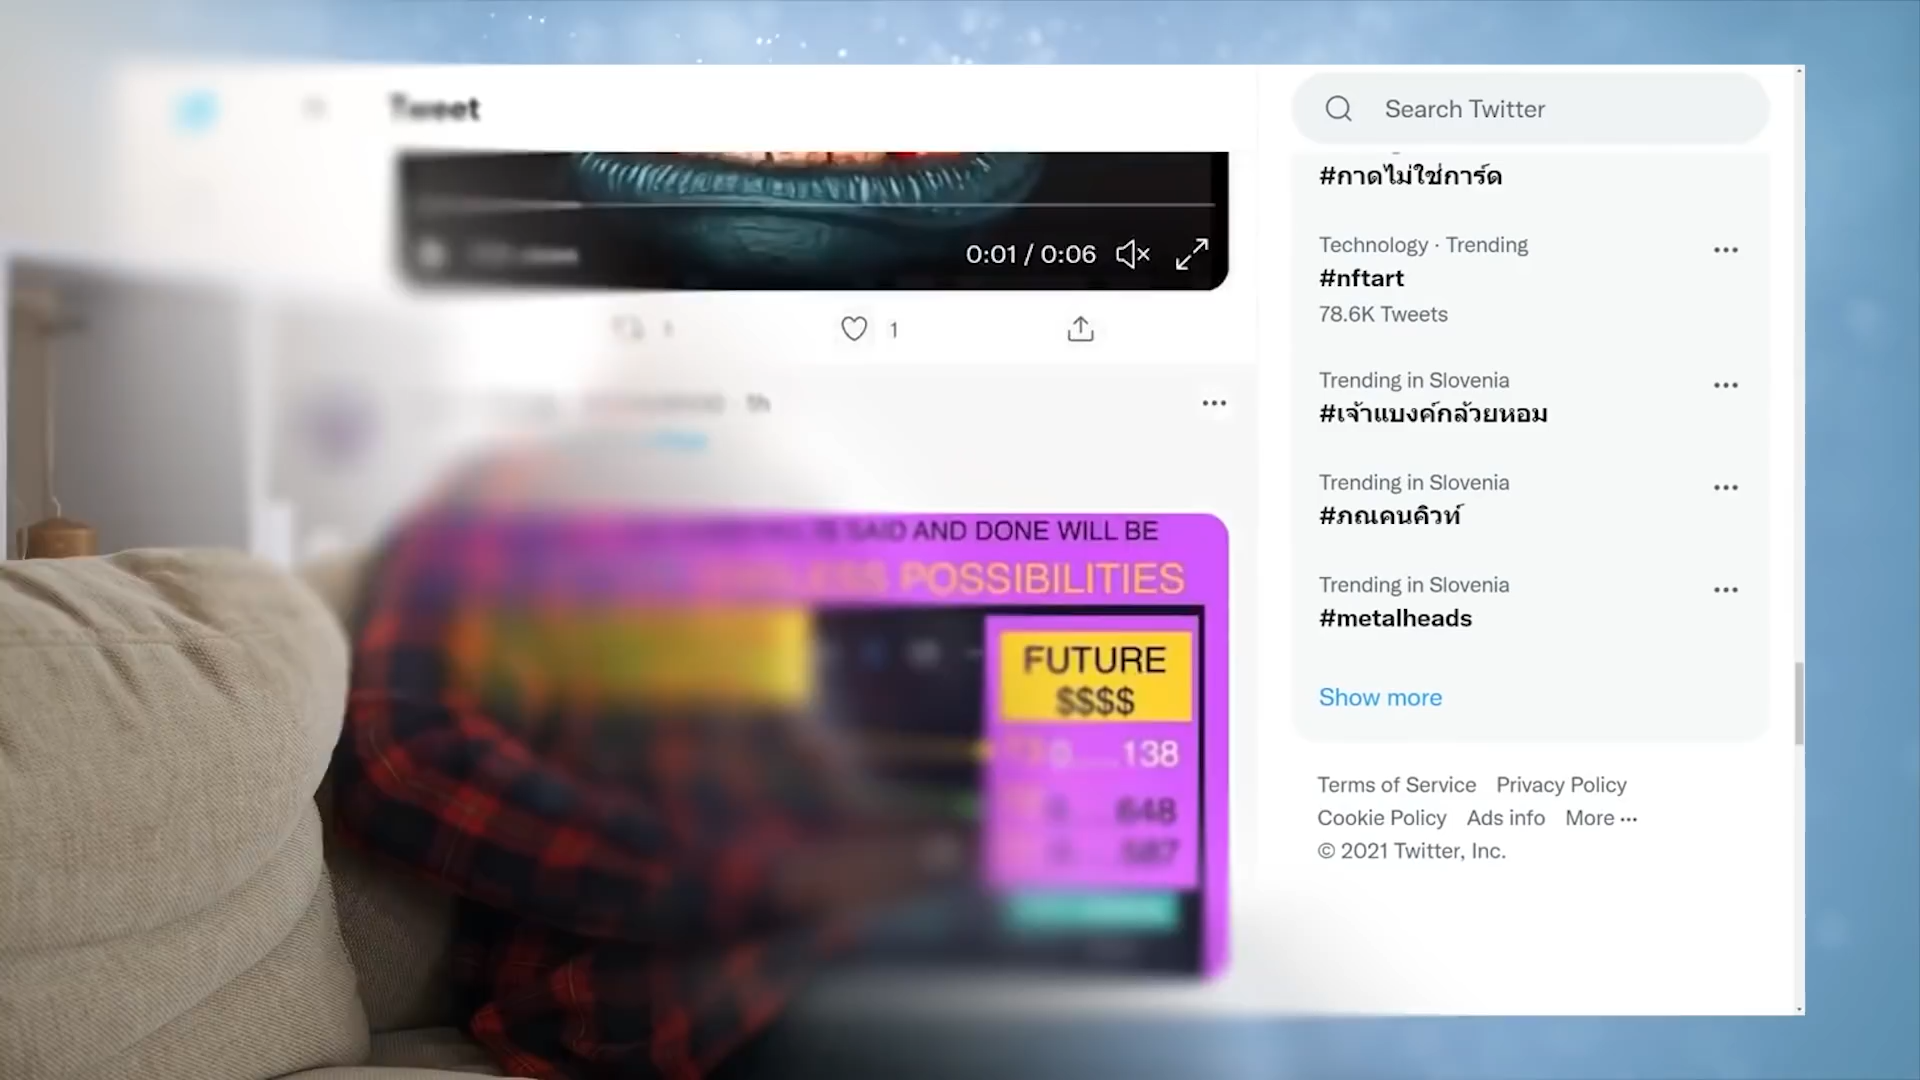 Tweet
Search Twitter
#กาดไม่ใช่การ์ด
0:01 / 0:06
Technology · Trending
#nftart
78.6K Tweets
1
Trending in Slovenia
#เจ้าแบงค์กล้วยหอม
Trending in Slovenia
#ภณคนคิวท์
SAID AND DONE WILL BE
POSSIBILITIES
Trending in Slovenia
#metalheads
FUTURE
$$$$
138
648
Show more
Terms of Service Privacy Policy
Cookie Policy Ads info More ...
© 2021 Twitter, Inc.